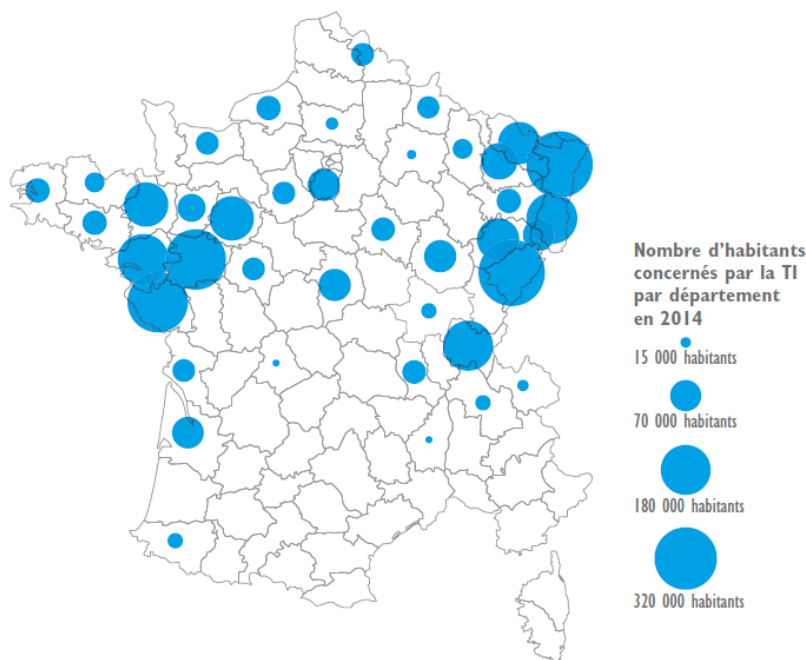 Nombre d'habitants
concernés par la TI
par département
en 2014
15 000 habitants
70 000 habitants
180 000 habitants
320 000 habitants